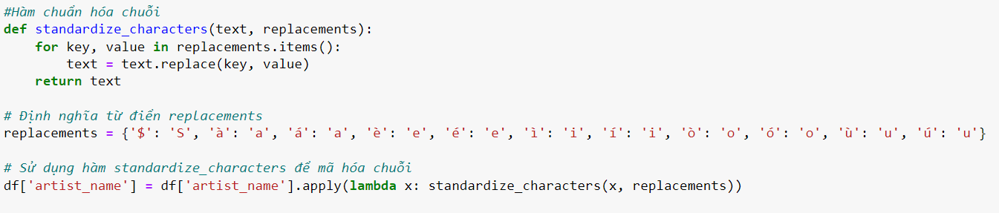 #Hàm chuẩn hóa chuỗi
def standardize_characters(text, replacements):
    for key, value in replacements.items():
        text = text.replace(key, value)
    return text

# Định nghĩa từ điển replacements
replacements = {'$': 'S', 'à': 'a', 'á': 'a', 'è': 'e', 'é': 'e', 'ì': 'i', 'í': 'i', 'ò': 'o', 'ó': 'o', 'ù': 'u', 'ú': 'u'}

# Sử dụng hàm standardize_characters để mã hóa chuỗi
df['artist_name'] = df['artist_name'].apply(lambda x: standardize_characters(x, replacements))